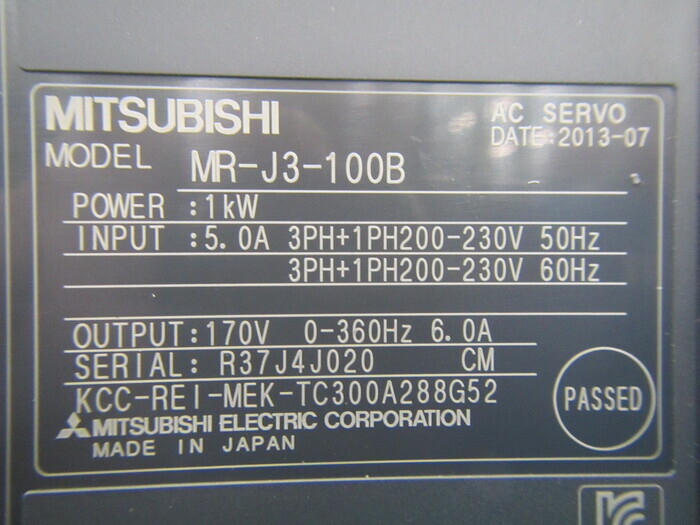 MITSUBISHI AC SERVO
DATE:2013-07
MODEL MR-J3-100B
POWER :1kW
INPUT :5.0A 3PH+1PH200-230V 50Hz
3PH+1PH200-230V 60Hz
OUTPUT:170V 0-360Hz 6.0A
SERIAL: R37J4J020 CM
KCC-REI-MEK-TC300A288G52
MITSUBISHI ELECTRIC CORPORATION
MADE IN JAPAN
PASSED